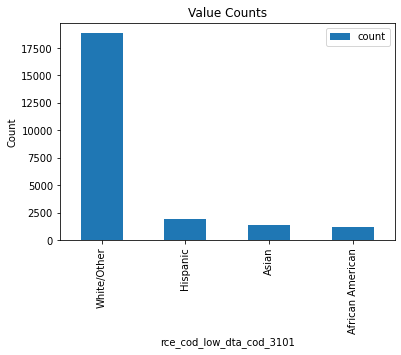 Value Counts
count
Count
17500
15000
12500
10000
7500
5000
2500
0
White/Other
Hispanic
Asian
African American
rce_cod_low_dta_cod_3101